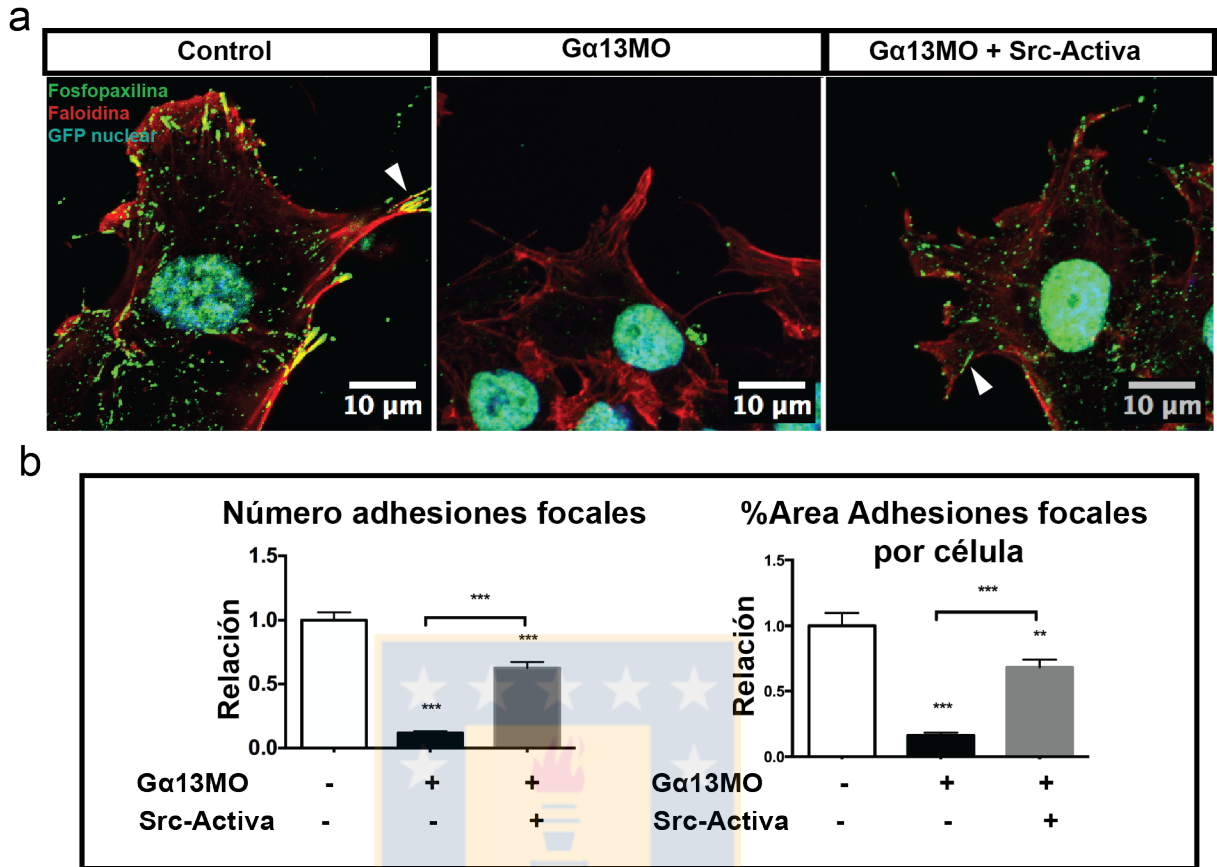 a
Control
Gα13MO
Gα13MO + Src-Activa
Fosfopaxilina
Faloidina
GFP nuclear
10 µm
10 µm
10 µm
b
Número adhesiones focales
Relación
1.5
1.0
0.5
0.0
***
***
***
Gα13MO - + +
Src-Activa - - +
%Area Adhesiones focales
por célula
Relación
1.5
1.0
0.5
0.0
***
**
***
Gα13MO - + +
Src-Activa - - +